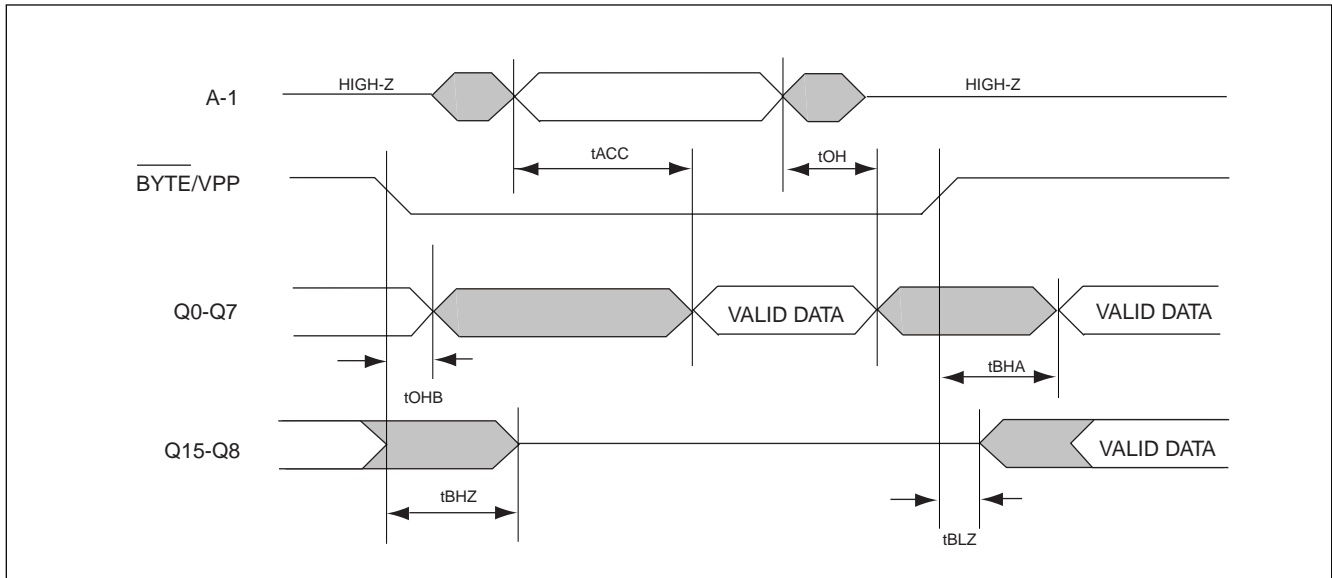 A-1 HIGH-Z HIGH-Z
tACC tOH
BYTE/VPP
Q0-Q7 VALID DATA VALID DATA
tOHB tBHA
Q15-Q8 VALID DATA
tBHZ tBLZ